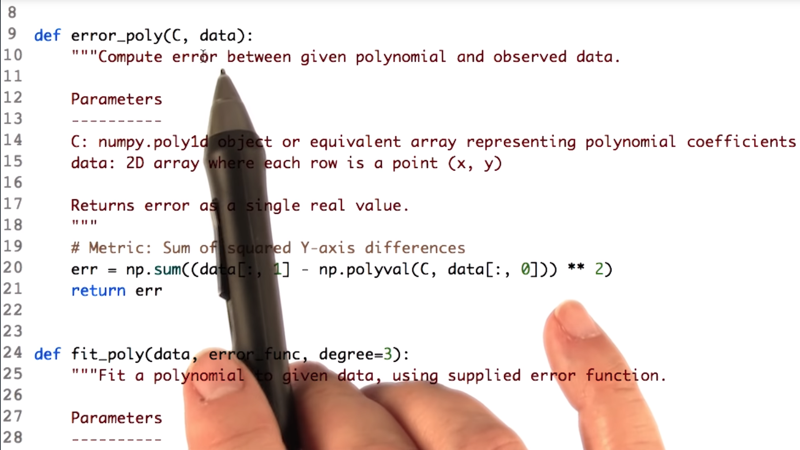 8
9 def error_poly(C, data):
10 """Compute error between given polynomial and observed data.
11
12 Parameters
13 ----------
14 C: numpy.poly1d object or equivalent array representing polynomial coefficients
15 data: 2D array where each row is a point (x, y)
16
17 Returns error as a single real value.
18 """
19 # Metric: Sum of squared Y-axis differences
20 err = np.sum((data[:, 1] - np.polyval(C, data[:, 0])) ** 2)
21 return err
22
23
24 def fit_poly(data, error_func, degree=3):
25 """Fit a polynomial to given data, using supplied error function.
26
27 Parameters
28 ----------